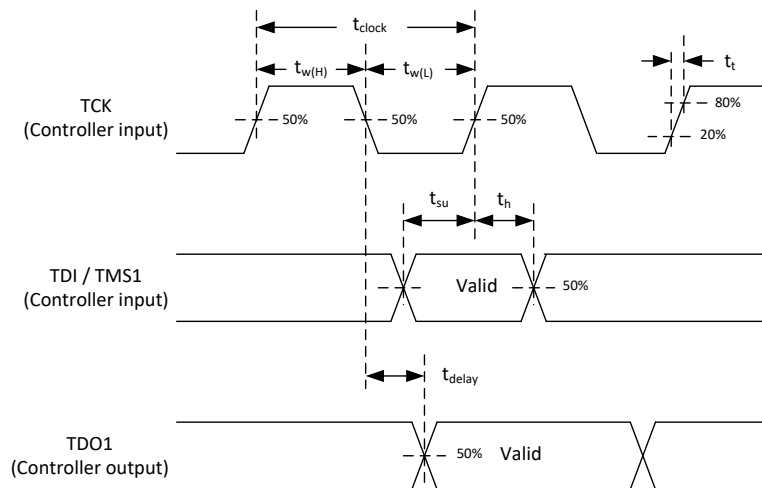 t_clock
t_w(H) t_w(L) t_t
TCK
(Controller input)
50% 50% 50% 80%
20%
t_su t_h
TDI / TMS1
(Controller input)
Valid 50%
t_delay
TDO1
(Controller output)
50% Valid